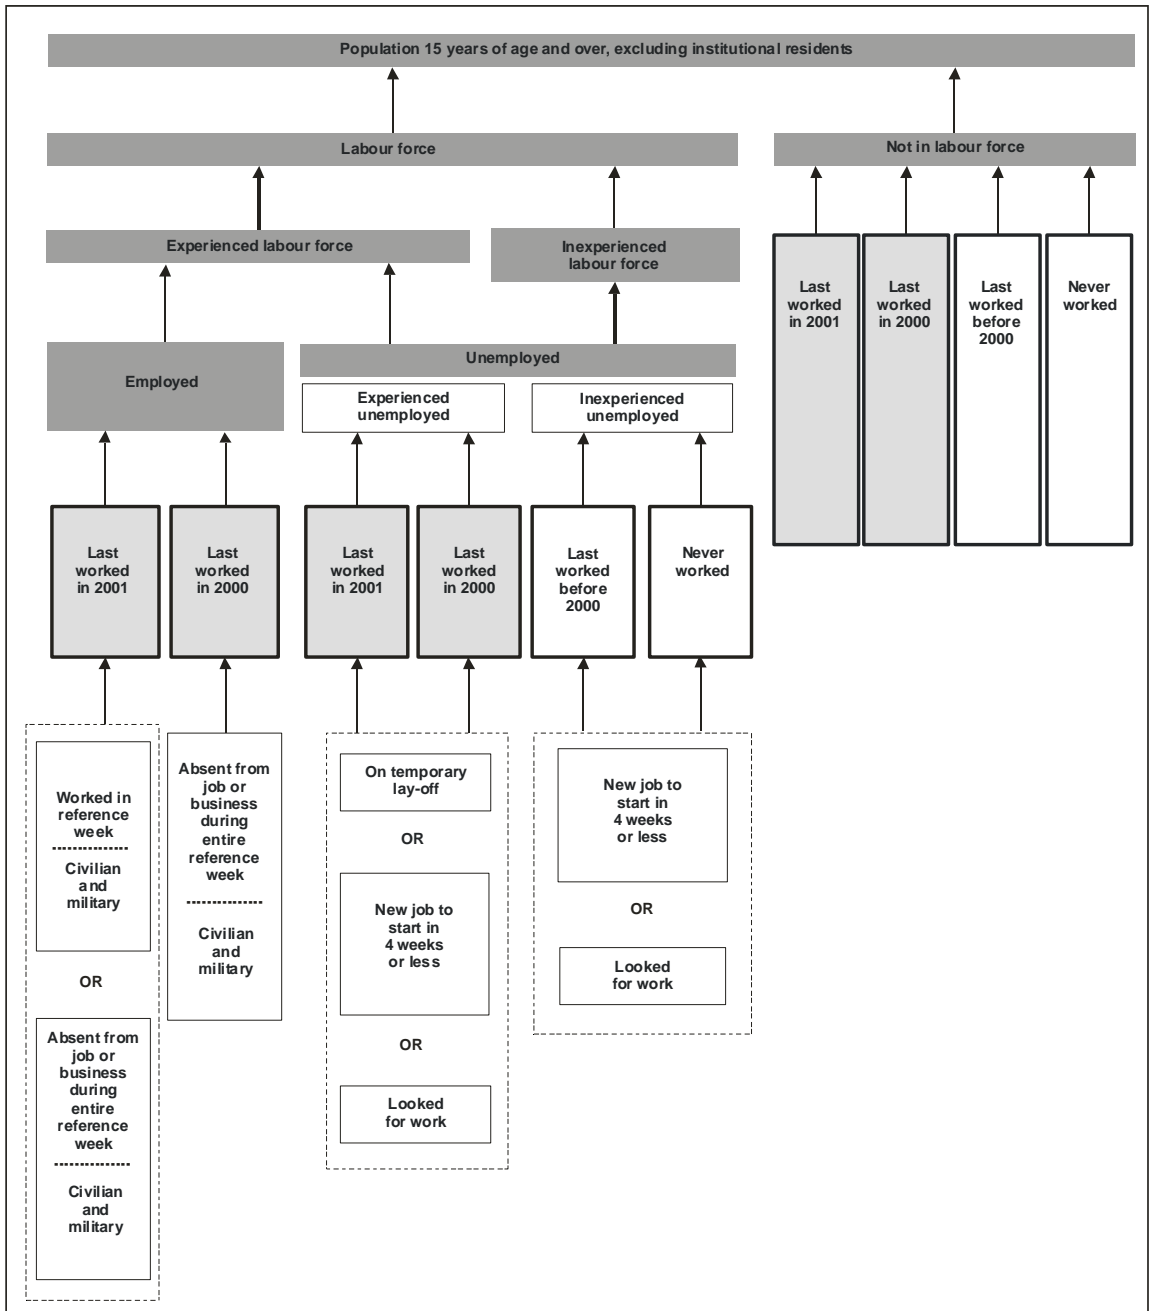 Population 15 years of age and over, excluding institutional residents
Labour force
Not in labour force
Experienced labour force
Inexperienced
labour force
Last
worked
in 2001
Last
worked
in 2000
Last
worked
before
2000
Never
worked
Employed
Unemployed
Experienced
unemployed
Inexperienced
unemployed
Last
worked
in 2001
Last
worked
in 2000
Last
worked
in 2001
Last
worked
in 2000
Last
worked
before
2000
Never
worked
Worked in
reference
week
Civilian
and
military
OR
Absent from
job or
business
during
entire
reference
week
Civilian
and
military
Absent from
job or
business
during
entire
reference
week
Civilian
and
military
On temporary
lay-off
OR
New job to
start in
4 weeks
or less
OR
Looked
for work
New job to
start in
4 weeks
or less
OR
Looked
for work